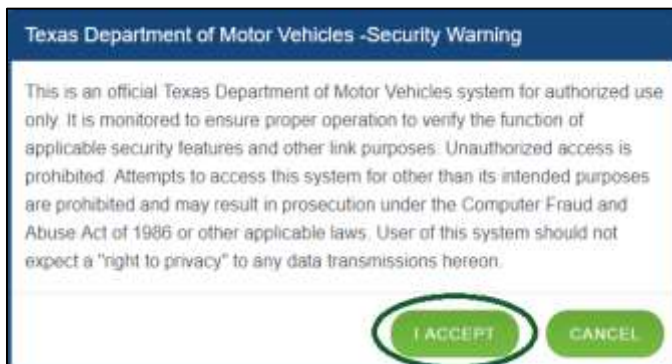 Texas Department of Motor Vehicles -Security Warning
This is an official Texas Department of Motor Vehicles system for authorized use
only. It is monitored to ensure proper operation to verify the function of
applicable security features and other link purposes. Unauthorized access is
prohibited. Attempts to access this system for other than its intended purposes
are prohibited and may result in prosecution under the Computer Fraud and
Abuse Act of 1986 or other applicable laws. User of this system should not
expect a "right to privacy" to any data transmissions hereon.
I ACCEPT CANCEL